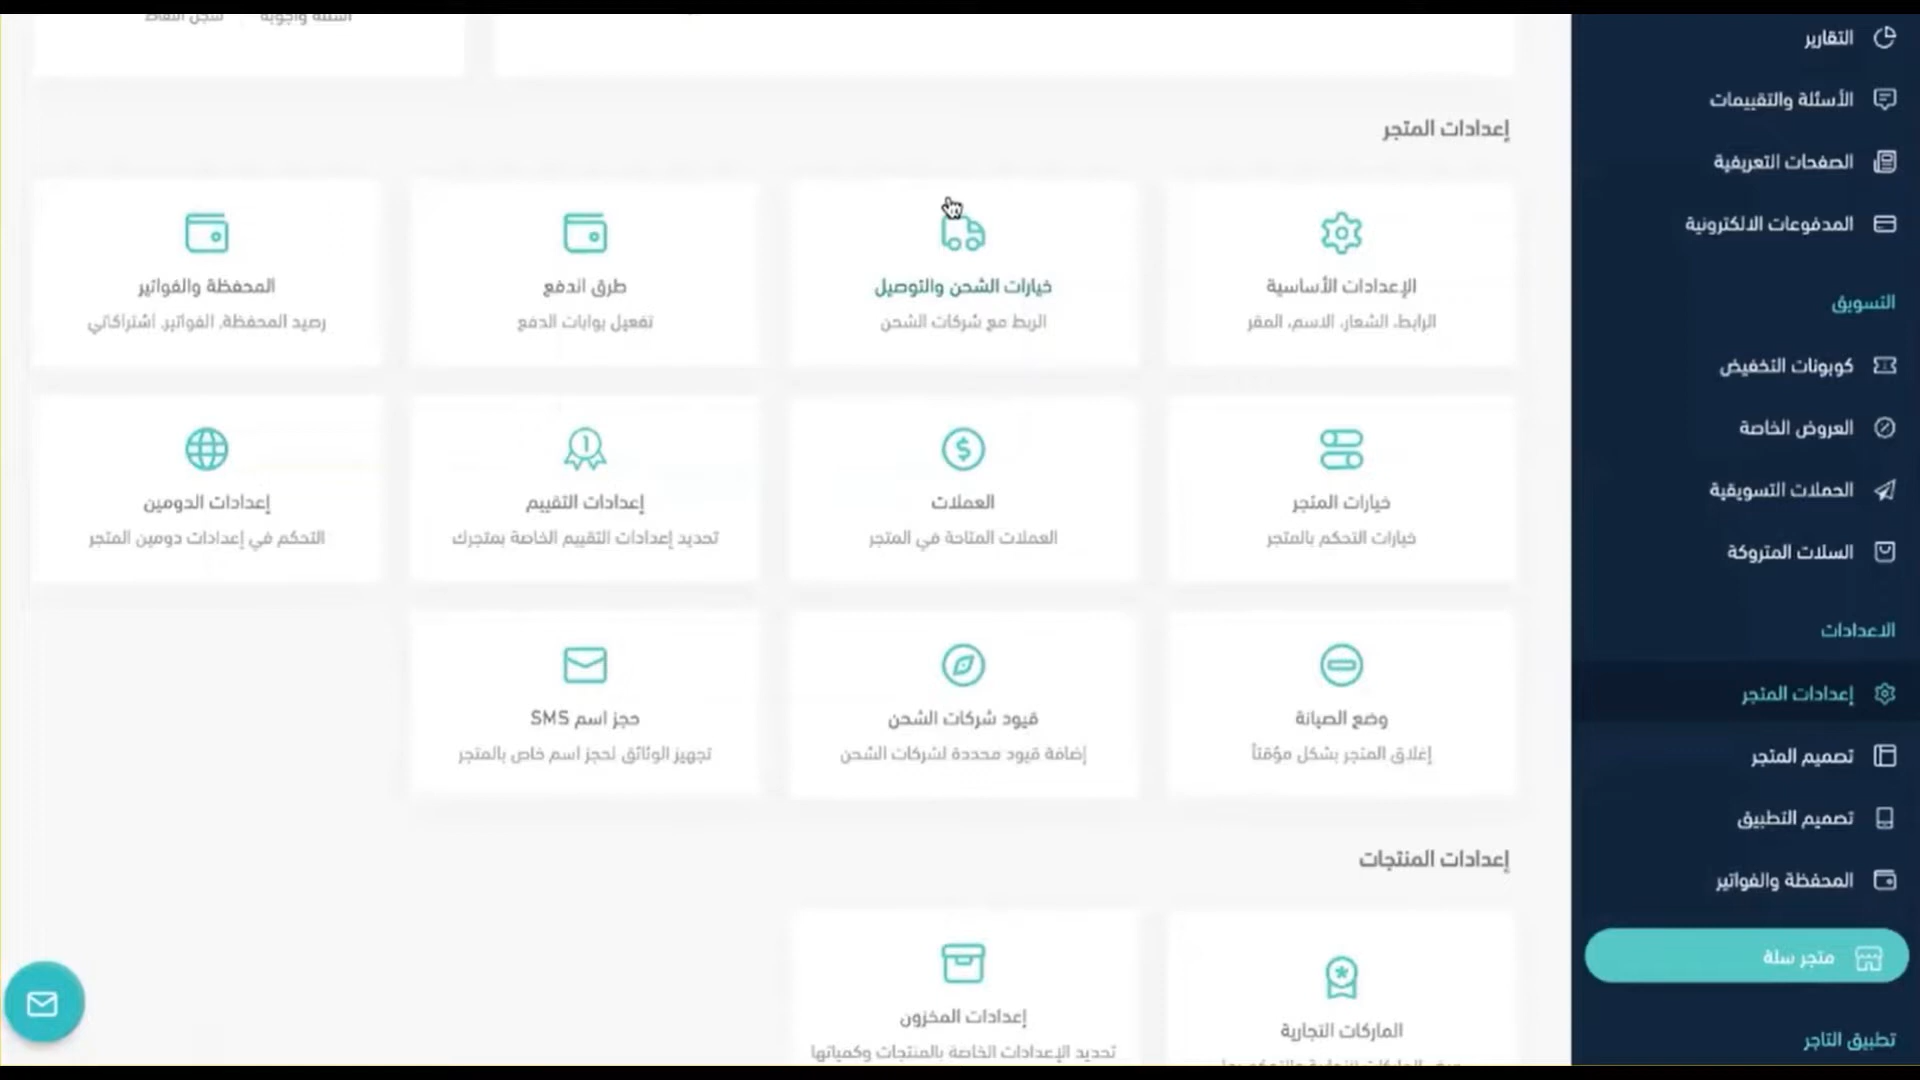 أسئلة وأجوبة
سجل النقاط
إعدادات المتجر
الإعدادات الأساسية
الرابط، الشعار، الاسم، المقر
خيارات الشحن والتوصيل
الربط مع شركات الشحن
طرق الدفع
تفعيل بوابات الدفع
المحفظة والفواتير
رصيد المحفظة، الفواتير، اشتراكاتي
خيارات المتجر
خيارات التحكم بالمتجر
العملات
العملات المتاحة في المتجر
إعدادات التقييم
تحديد إعدادات التقييم الخاصة بمتجرك
إعدادات الدومين
التحكم في إعدادات دومين المتجر
وضع الصيانة
إغلاق المتجر بشكل مؤقتاً
قيود شركات الشحن
إضافة قيود محددة لشركات الشحن
حجز اسم SMS
تجهيز الوثائق لحجز اسم خاص بالمتجر
إعدادات المنتجات
الماركات التجارية
إعدادات المخزون
تحديد الإعدادات الخاصة بالمنتجات وكمياتها
التقارير
الأسئلة والتقييمات
الصفحات التعريفية
المدفوعات الالكترونية
التسويق
كوبونات التخفيض
العروض الخاصة
الحملات التسويقية
السلات المتروكة
الاعدادات
إعدادات المتجر
تصميم المتجر
تصميم التطبيق
المحفظة والفواتير
متجر سلة
تطبيق التاجر